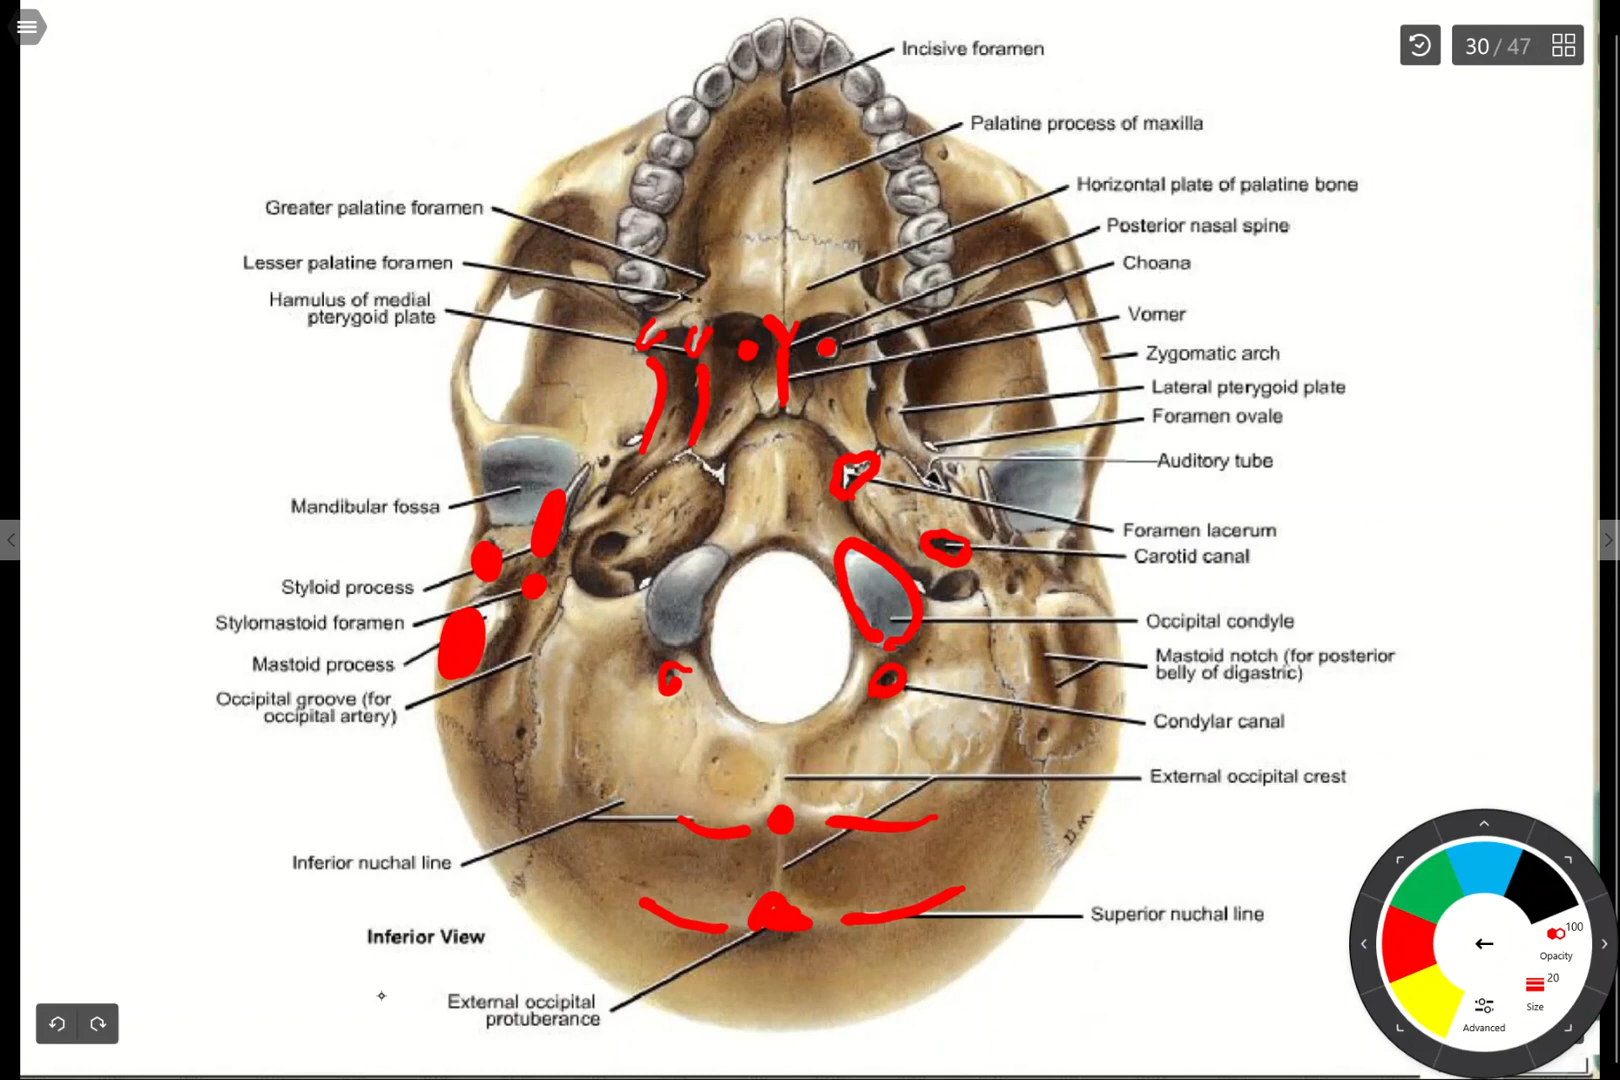 30 / 47
Incisive foramen
Palatine process of maxilla
Horizontal plate of palatine bone
Posterior nasal spine
Choana
Vomer
Zygomatic arch
Lateral pterygoid plate
Foramen ovale
Auditory tube
Foramen lacerum
Carotid canal
Occipital condyle
Mastoid notch (for posterior
belly of digastric)
Condylar canal
External occipital crest
Superior nuchal line
Greater palatine foramen
Lesser palatine foramen
Hamulus of medial
pterygoid plate
Mandibular fossa
Styloid process
Stylomastoid foramen
Mastoid process
Occipital groove (for
occipital artery)
Inferior nuchal line
Inferior View
External occipital
protuberance
D.M.
100
Opacity
20
Size
Advanced